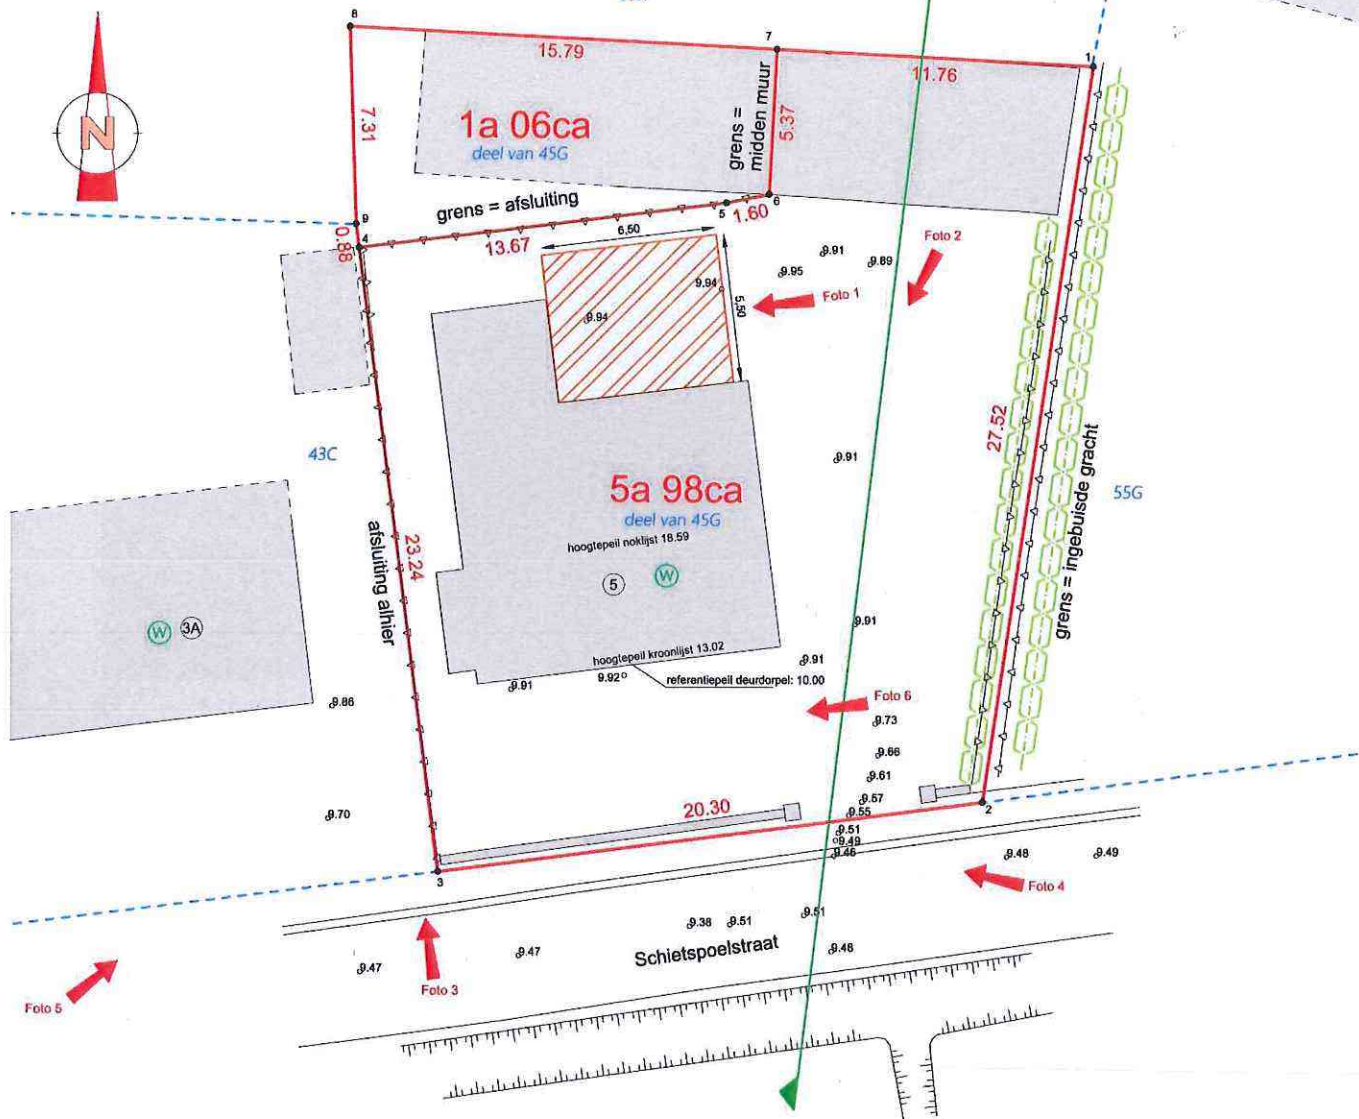 8
7
1
15.79
11.76
N
7.31
1a 06ca
deel van 45G
grens =
midden muur
5.37
grens = afsluiting
9
5
6
1.60
4
0.88
13.67
6,50
9.91
9.89
9.95
Foto 2
9.94
5,50
Foto 1
9.94
27.52
43C
9.91
5a 98ca
deel van 45G
55G
hoogtepeil noklijst 18.59
5
W
afsluiting alhier
23.24
grens = ingebuisde gracht
W
3A
9.91
hoogtepeil kroonlijst 13.02
9.91
9.92
referentiepeil deurdorpel: 10.00
9.91
9.86
Foto 6
9.73
9.66
9.61
9.57
9.55
20.30
2
9.70
9.51
9.49
9.46
9.48
9.49
3
Foto 4
9.38
9.51
9.51
Schietspoelstraat
9.48
9.47
9.47
Foto 3
Foto 5